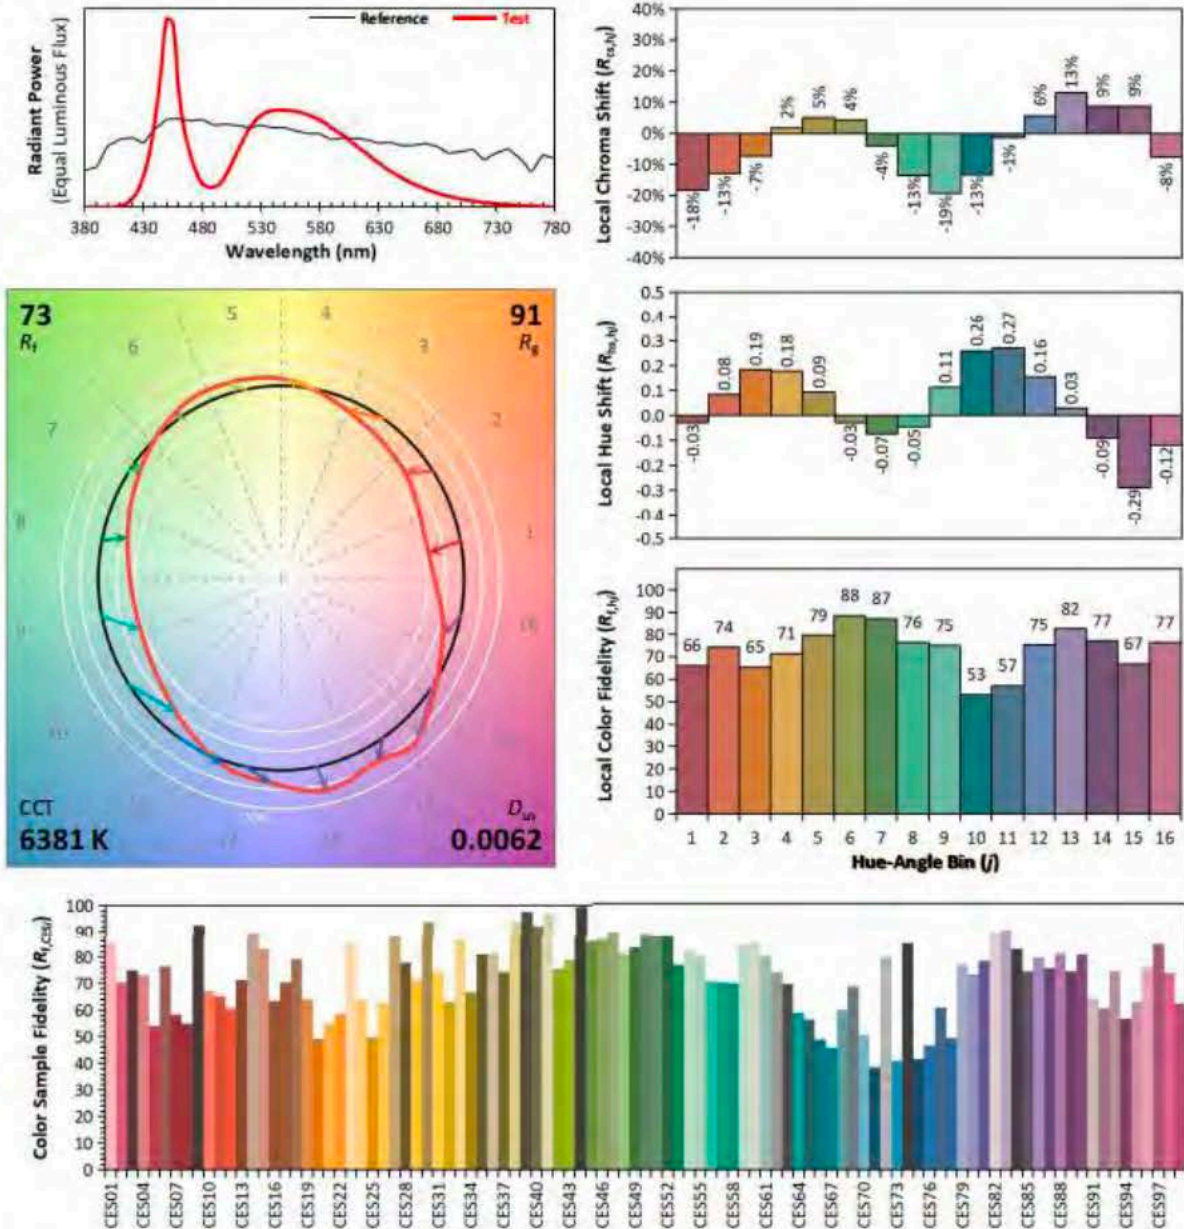 Reference
Test
Radiant Power
(Equal Luminous Flux)
380 430 480 530 580 630 680 730 780
Wavelength (nm)
Local Chroma Shift (Rcs,hj)
40%
30%
20%
10%
0%
-10%
-20%
-30%
-40%
-18% -13% -7% 2% 5% 4% -4% -13% -19% -13% -1% 6% 13% 9% 9% -8%
73
Rf
91
Rg
5 4
6 3
7 2
8 1
CCT
6381 K
Duv
0.0062
Local Hue Shift (Rhs,hj)
0.5
0.4
0.3
0.2
0.1
0.0
-0.1
-0.2
-0.3
-0.4
-0.5
-0.03 0.08 0.19 0.18 0.09 -0.03 -0.07 -0.05 0.11 0.26 0.27 0.16 0.03 -0.09 -0.29 -0.12
Local Color Fidelity (Rf,hj)
100
90
80
70
60
50
40
30
20
10
0
66 74 65 71 79 88 87 76 75 53 57 75 82 77 67 77
1 2 3 4 5 6 7 8 9 10 11 12 13 14 15 16
Hue-Angle Bin (j)
Color Sample Fidelity (Rf,CESi)
100
90
80
70
60
50
40
30
20
10
0
CES01 CES04 CES07 CES10 CES13 CES16 CES19 CES22 CES25 CES28 CES31 CES34 CES37 CES40 CES43 CES46 CES49 CES52 CES55 CES58 CES61 CES64 CES67 CES70 CES73 CES76 CES79 CES82 CES85 CES88 CES91 CES94 CES97